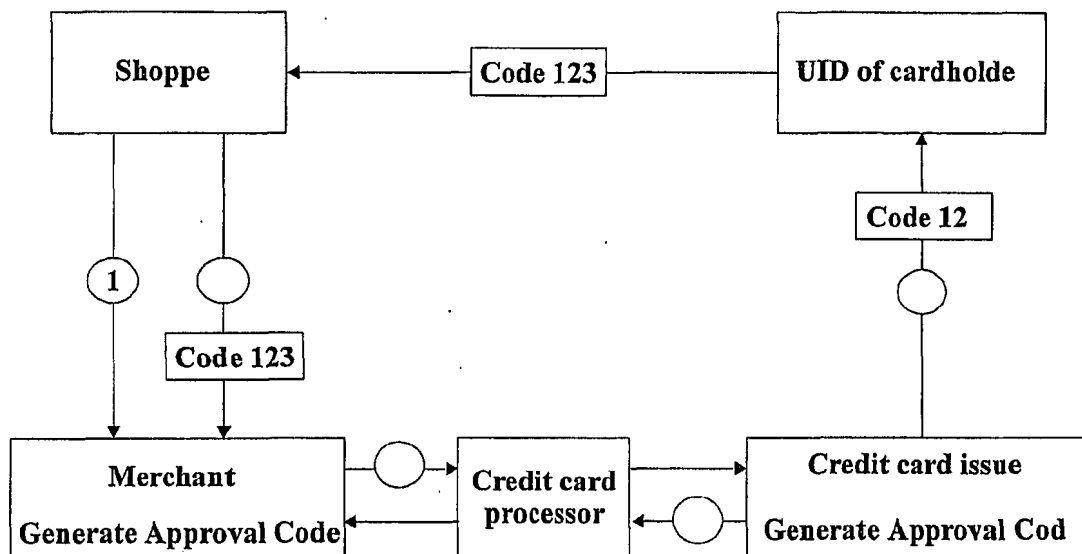 Shoppe
Code 123
UID of cardholde
Code 12
1
Code 123
Merchant
Generate Approval Code
Credit card
processor
Credit card issue
Generate Approval Cod